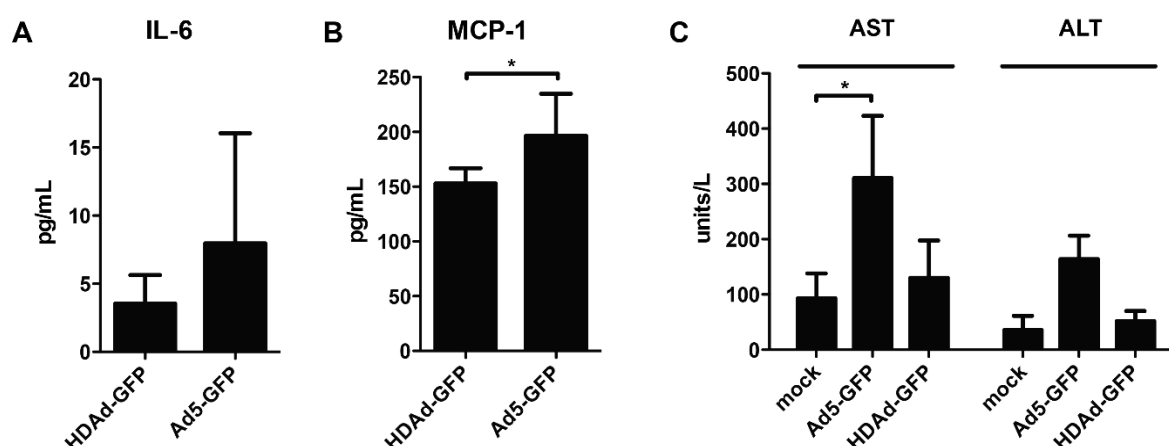 A
IL-6
pg/mL
20
15
10
5
0
HDAd-GFP
Ad5-GFP
B
MCP-1
pg/mL
250
200
150
100
50
0
*
HDAd-GFP
Ad5-GFP
C
AST
ALT
units/L
500
400
300
200
100
0
*
mock
Ad5-GFP
HDAd-GFP
mock
Ad5-GFP
HDAd-GFP